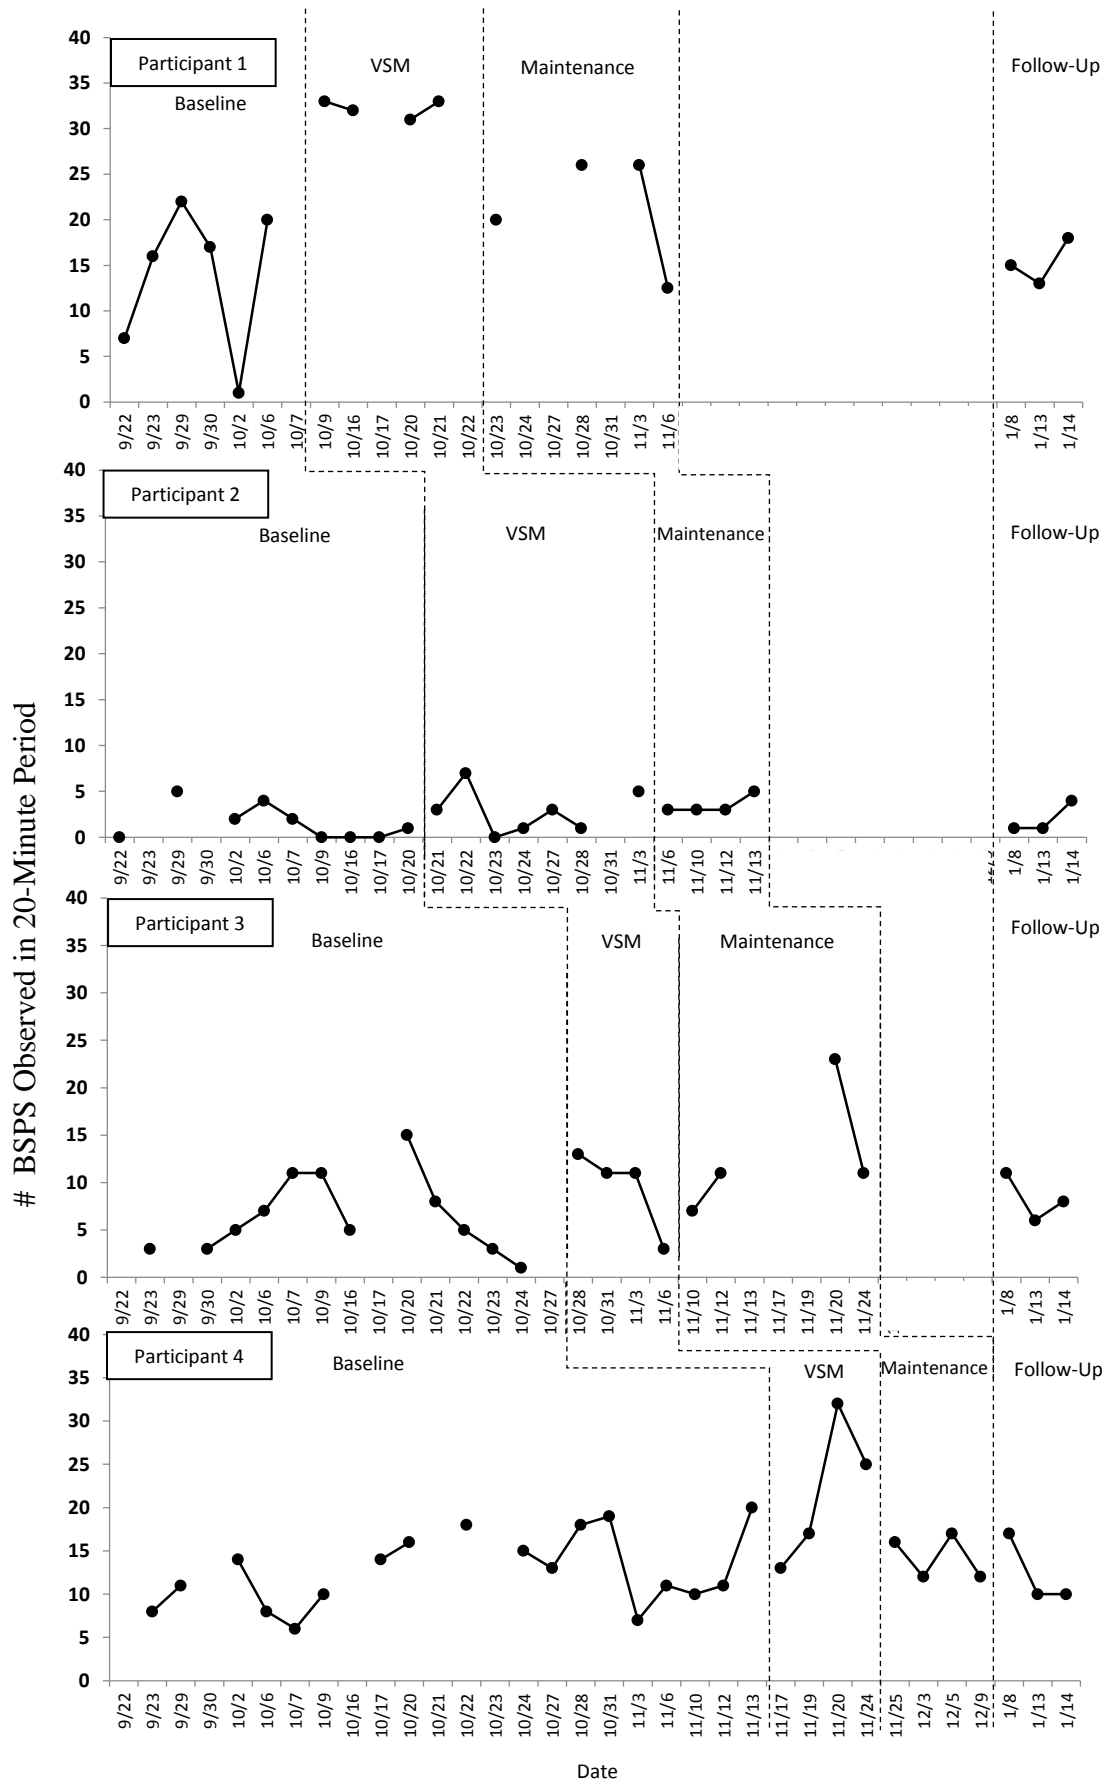 # BSPS Observed in 20-Minute Period
Participant 1
Baseline
VSM
Maintenance
Follow-Up
40
35
30
25
20
15
10
5
0
9/22 9/23 9/29 9/30 10/2 10/6 10/7 10/9 10/16 10/17 10/20 10/21 10/22 10/23 10/24 10/27 10/28 10/31 11/3 11/6 1/8 1/13 1/14
Participant 2
Baseline
VSM
Maintenance
Follow-Up
40
35
30
25
20
15
10
5
0
9/22 9/23 9/29 9/30 10/2 10/6 10/7 10/9 10/16 10/17 10/20 10/21 10/22 10/23 10/24 10/27 10/28 10/31 11/3 11/6 11/10 11/12 11/13 1/8 1/13 1/14
Participant 3
Baseline
VSM
Maintenance
Follow-Up
40
35
30
25
20
15
10
5
0
9/22 9/23 9/29 9/30 10/2 10/6 10/7 10/9 10/16 10/17 10/20 10/21 10/22 10/23 10/24 10/27 10/28 10/31 11/3 11/6 11/10 11/12 11/13 11/17 11/19 11/20 11/24 1/8 1/13 1/14
Participant 4
Baseline
VSM
Maintenance
Follow-Up
40
35
30
25
20
15
10
5
0
9/22 9/23 9/29 9/30 10/2 10/6 10/7 10/9 10/16 10/17 10/20 10/21 10/22 10/23 10/24 10/27 10/28 10/31 11/3 11/6 11/10 11/12 11/13 11/17 11/19 11/20 11/24 11/25 12/3 12/5 12/9 1/8 1/13 1/14
Date